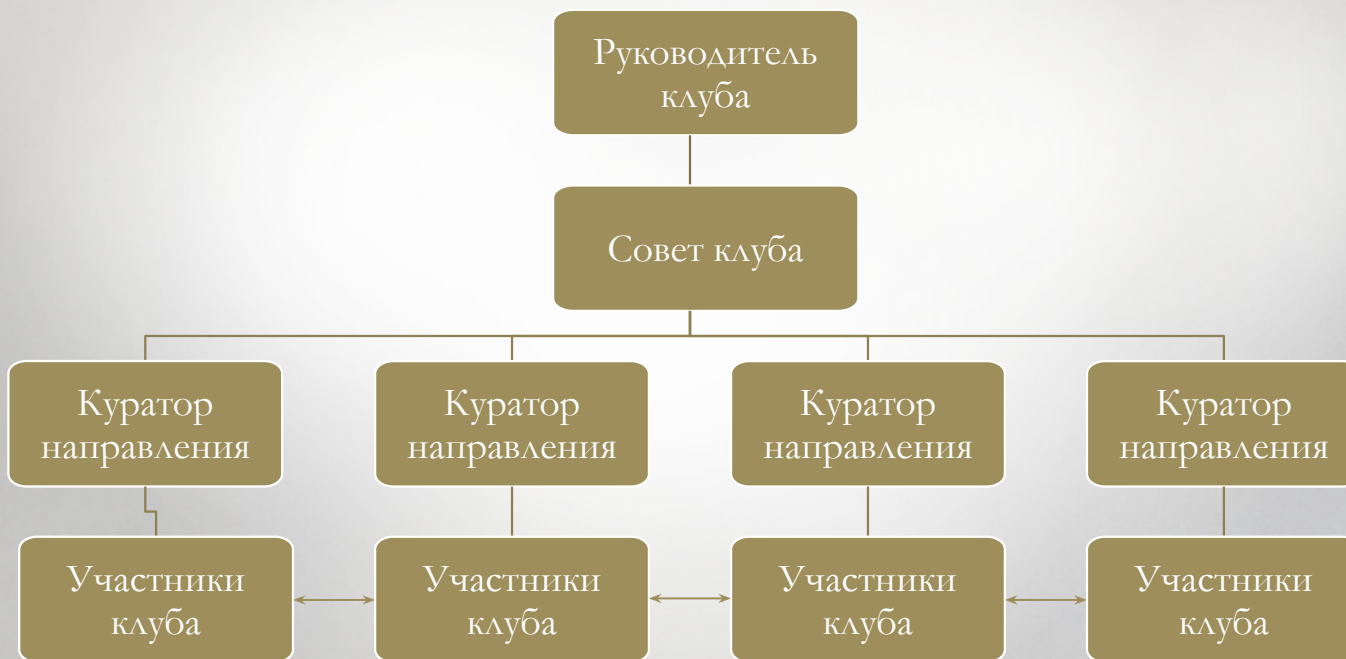 Руководитель
клуба
Совет клуба
Куратор
направления
Куратор
направления
Куратор
направления
Куратор
направления
Участники
клуба
Участники
клуба
Участники
клуба
Участники
клуба